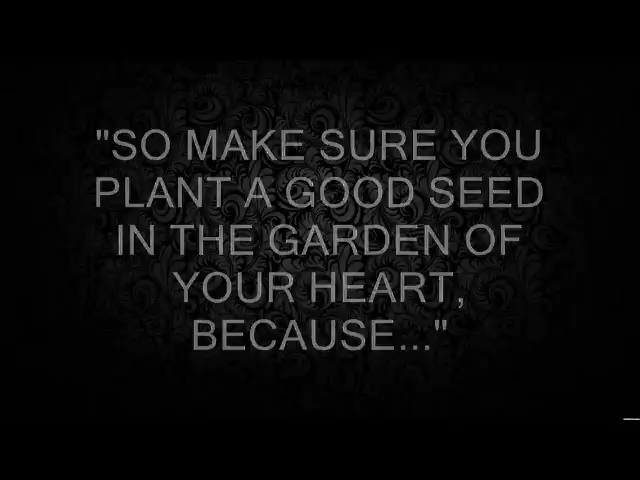 "SO MAKE SURE YOU
PLANT A GOOD SEED
IN THE GARDEN OF
YOUR HEART,
BECAUSE..."